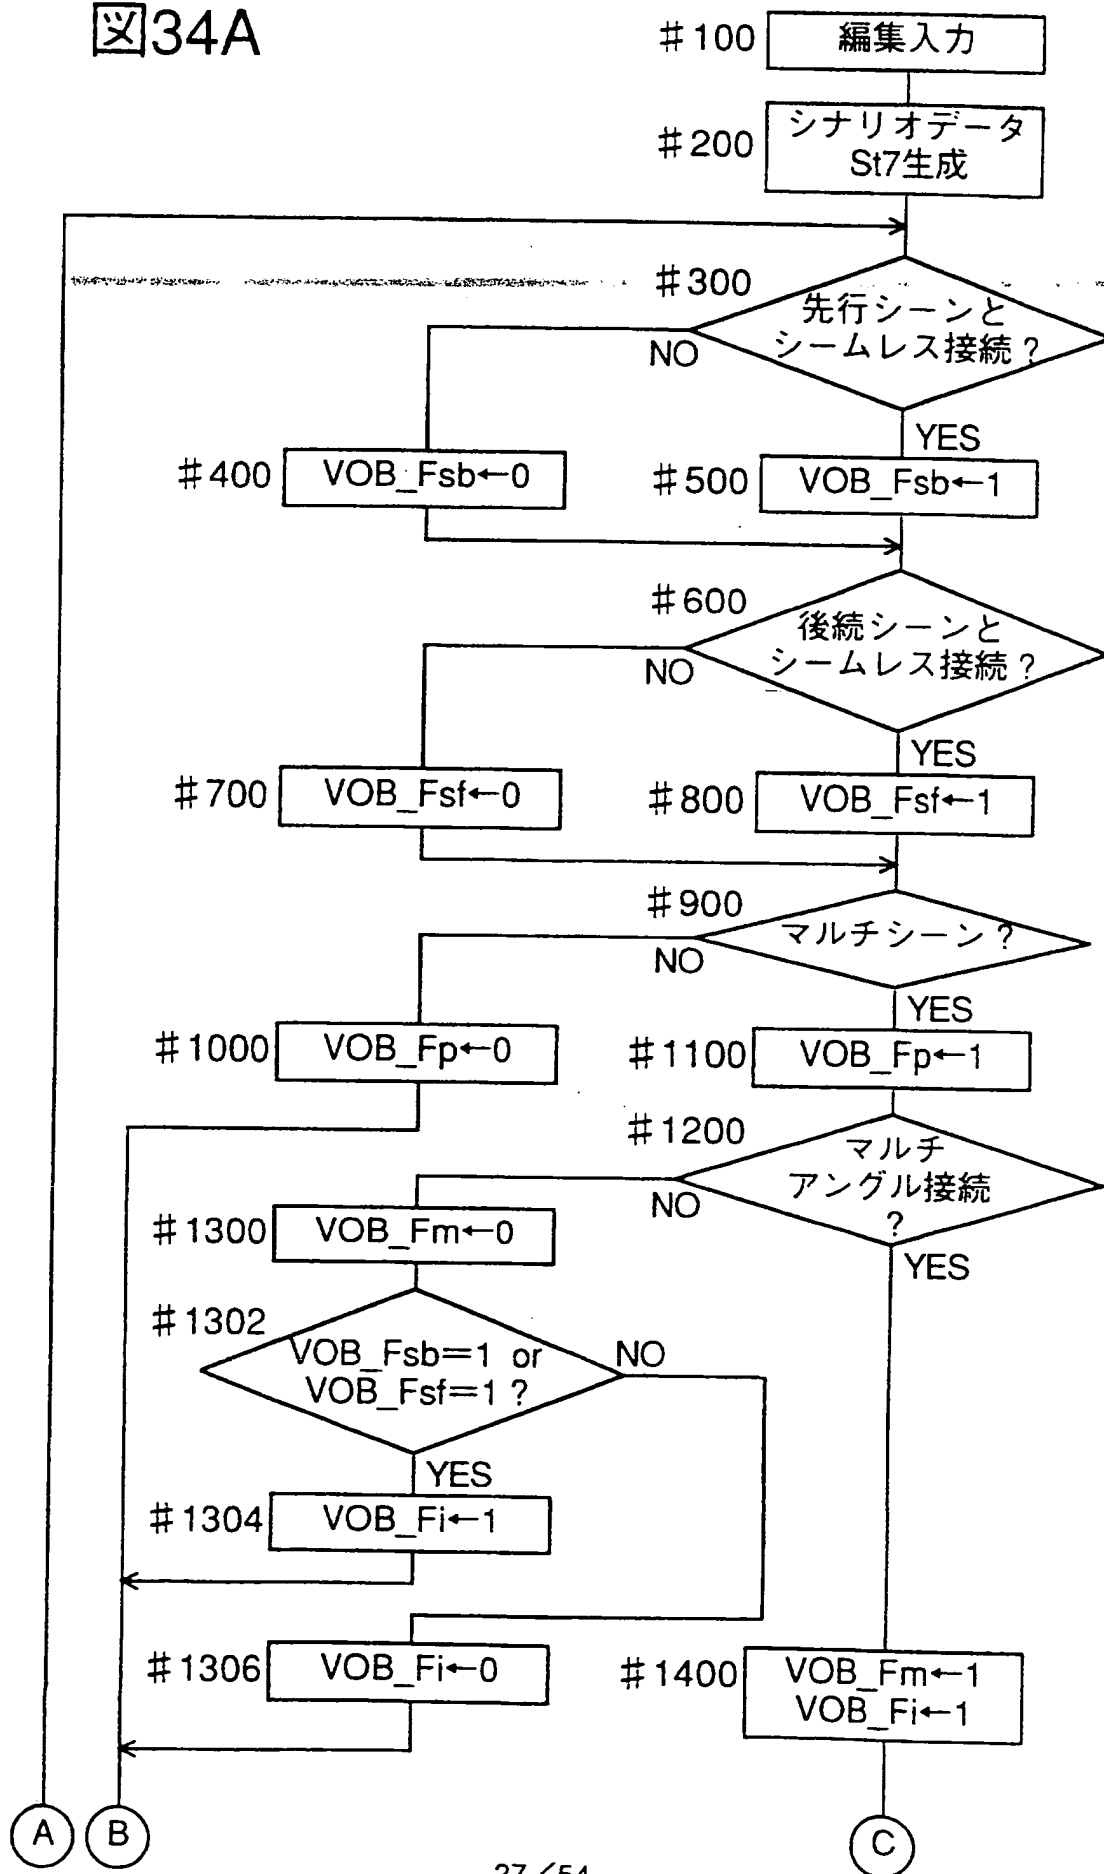 図34A
#100
編集入力
#200
シナリオデータ
St7生成
#300
先行シーンと
シームレス接続?
NO
YES
#400
VOB_Fsb←0
#500
VOB_Fsb←1
#600
後続シーンと
シームレス接続?
NO
YES
#700
VOB_Fsf←0
#800
VOB_Fsf←1
#900
マルチシーン?
NO
YES
#1000
VOB_Fp←0
#1100
VOB_Fp←1
#1200
マルチ
アングル接続
?
NO
YES
#1300
VOB_Fm←0
#1302
VOB_Fsb=1 or
VOB_Fsf=1?
NO
YES
#1304
VOB_Fi←1
#1306
VOB_Fi←0
#1400
VOB_Fm←1
VOB_Fi←1
A
B
C
27/54